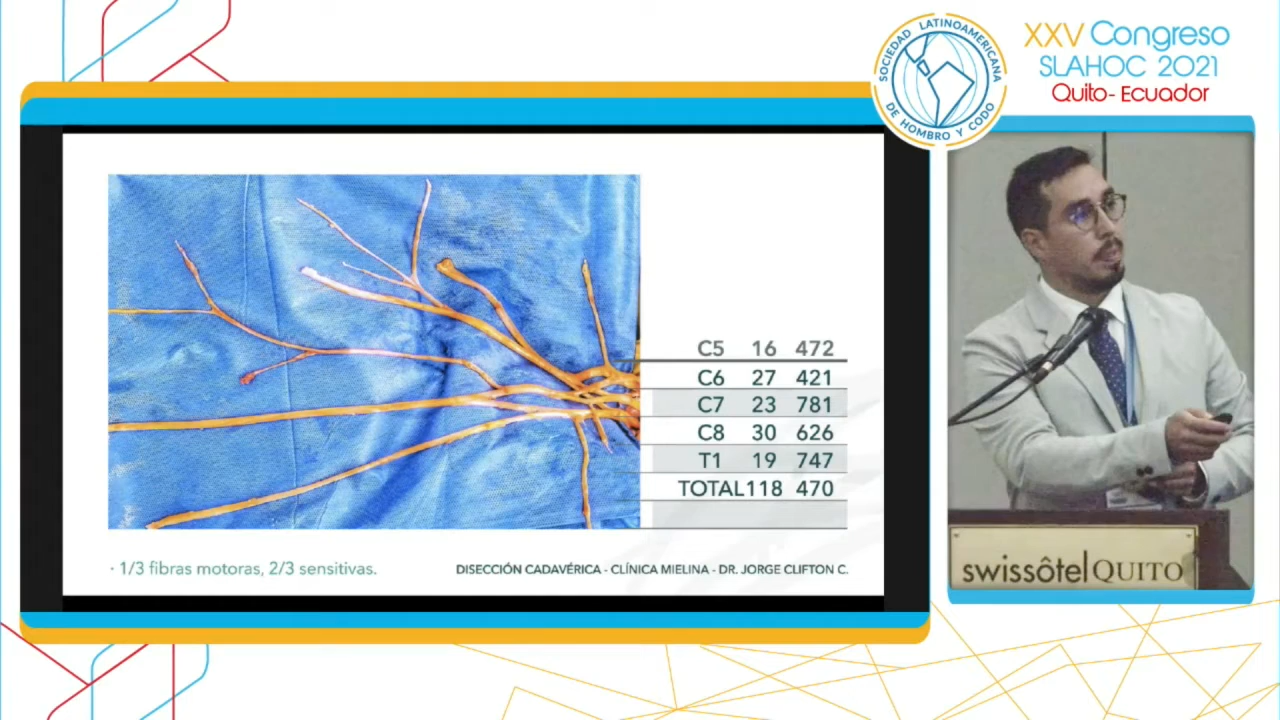 SOCIEDAD LATINOAMERICANA
DE HOMBRO Y CODO
XXV Congreso
SLAHOC 2021
Quito- Ecuador
C5 16 472
C6 27 421
C7 23 781
C8 30 626
T1 19 747
TOTAL118 470
· 1/3 fibras motoras, 2/3 sensitivas.
DISECCIÓN CADAVÉRICA - CLÍNICA MIELINA - DR. JORGE CLIFTON C.
swissôtel QUITO